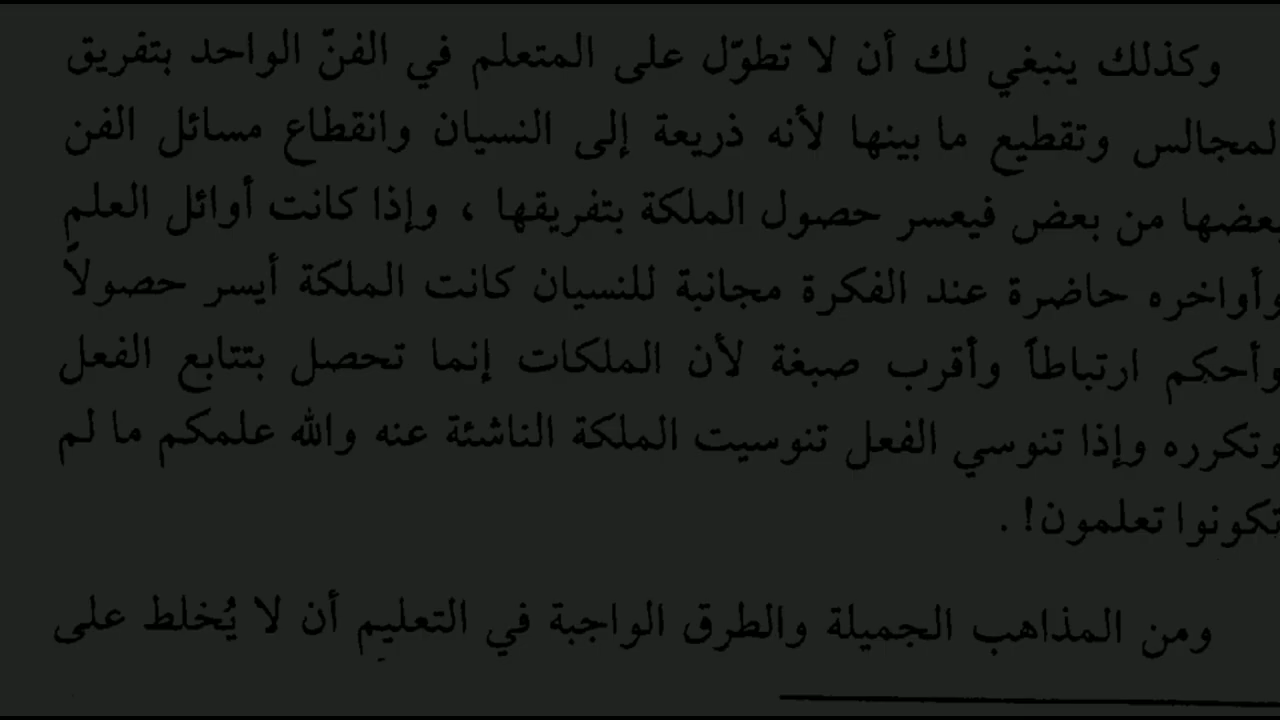 وكذلك ينبغي لك أن لا تطوّل على المتعلم في الفنّ الواحد بتفريق
لمجالس وتقطيع ما بينها لأنه ذريعة إلى النسيان وانقطاع مسائل الفن
بعضها من بعض فيعسر حصول الملكة بتفريقها ، وإذا كانت أوائل العلم
وأواخره حاضرة عند الفكرة مجانبة للنسيان كانت الملكة أيسر حصولاً
وأحكم ارتباطاً وأقرب صبغة لأن الملكات إنما تحصل بتتابع الفعل
وتكرره وإذا تنوسي الفعل تنوسيت الملكة الناشئة عنه والله علمكم ما لم
تكونوا تعلمون! .
ومن المذاهب الجميلة والطرق الواجبة في التعليم أن لا يُخلط على